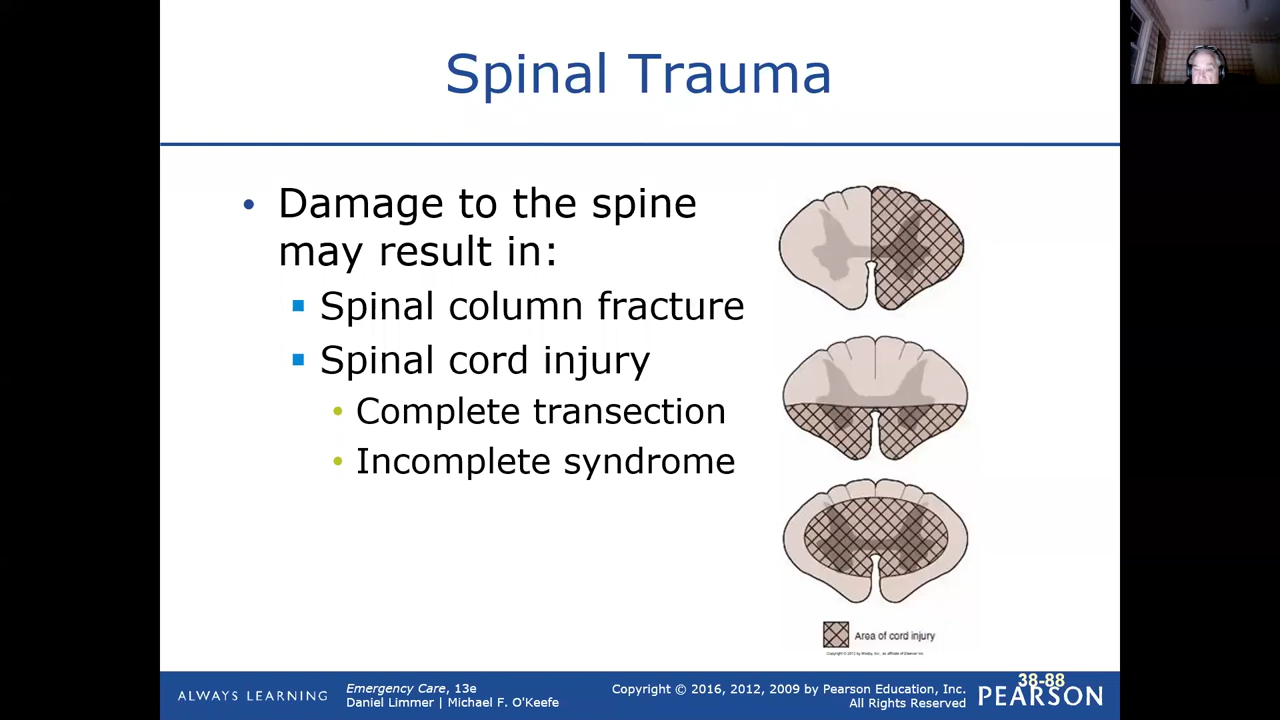 Spinal Trauma
• Damage to the spine
may result in:
▪ Spinal column fracture
▪ Spinal cord injury
• Complete transection
• Incomplete syndrome
Area of cord injury
ALWAYS LEARNING
Emergency Care, 13e
Daniel Limmer | Michael F. O'Keefe
Copyright © 2016, 2012, 2009 by Pearson Education, Inc.
All Rights Reserved
38-88
PEARSON